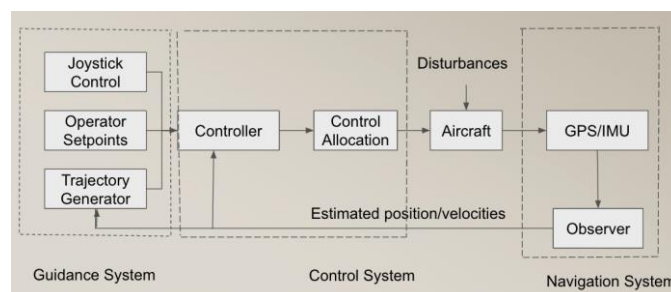 Joystick
Control
Operator
Setpoints
Trajectory
Generator
Controller
Control
Allocation
Disturbances
Aircraft
GPS/IMU
Observer
Estimated position/velocities
Guidance System
Control System
Navigation System